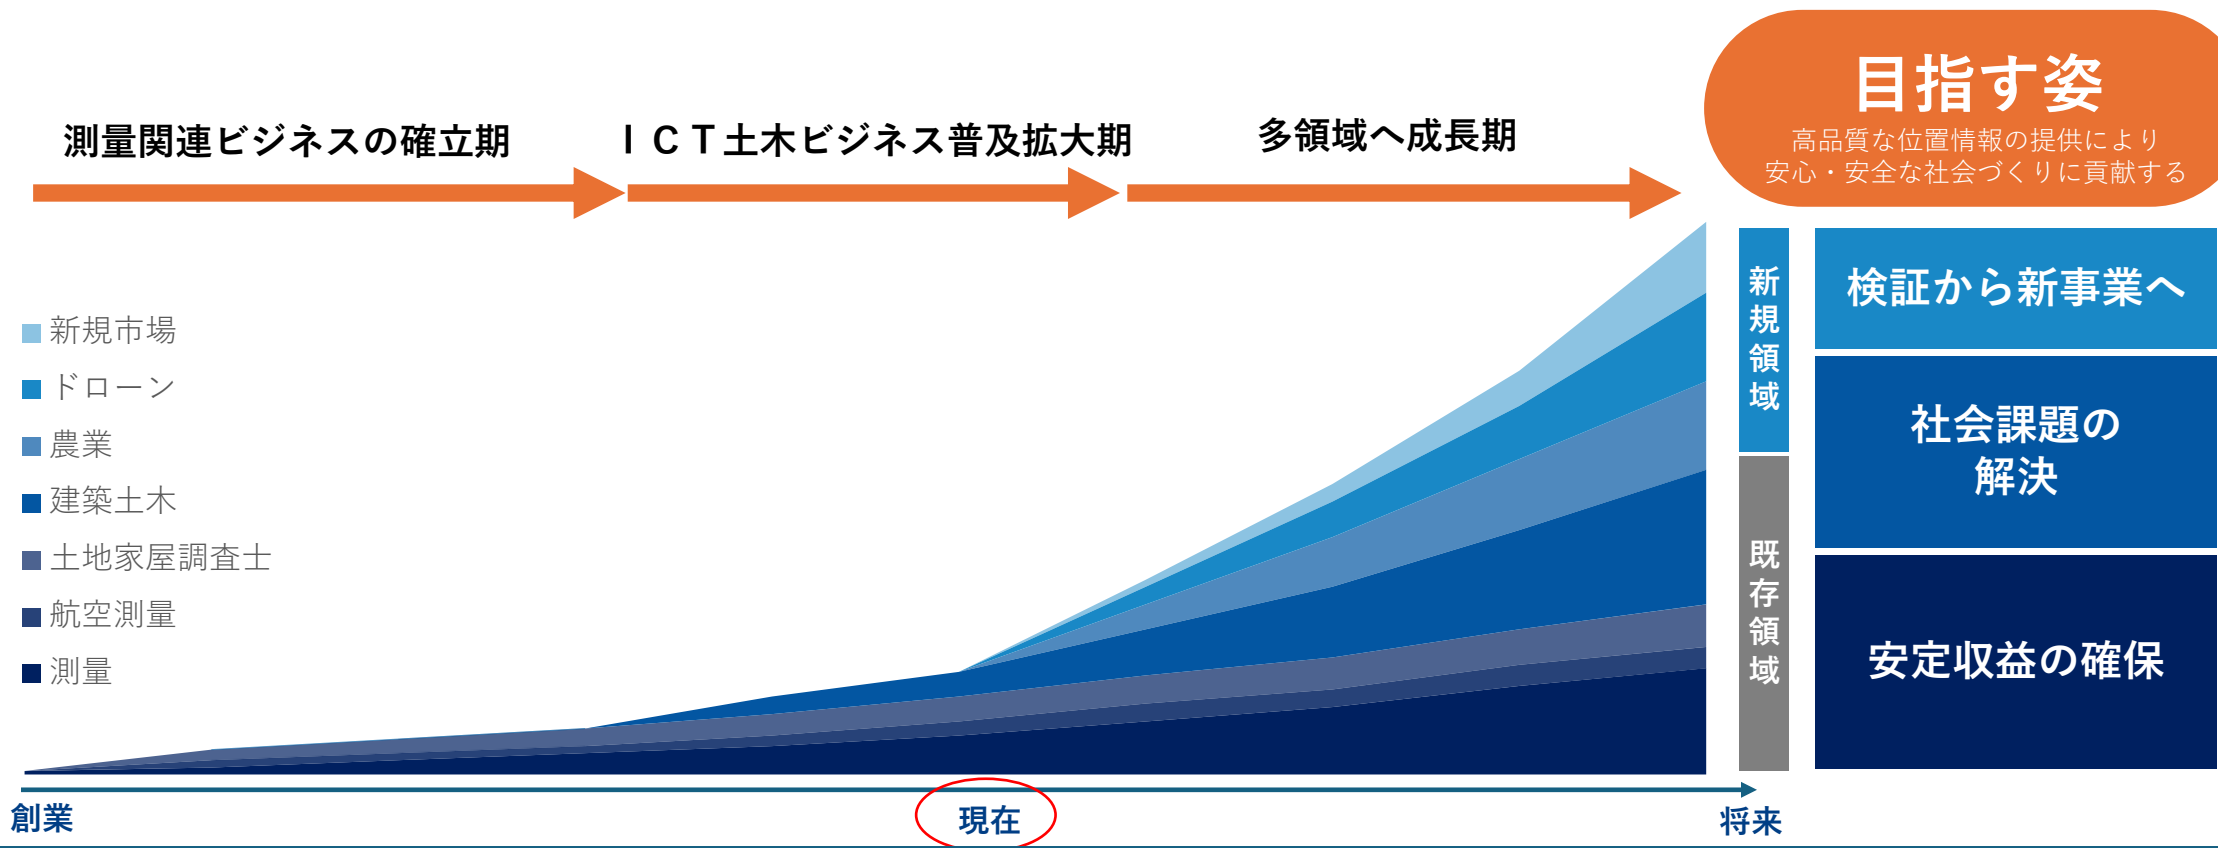 目指す姿
高品質な位置情報の提供により
安心・安全な社会づくりに貢献する
測量関連ビジネスの確立期
ＩＣＴ土木ビジネス普及拡大期
多領域へ成長期
新規市場
ドローン
農業
建築土木
土地家屋調査士
航空測量
測量
新規領域
既存領域
検証から新事業へ
社会課題の
解決
安定収益の確保
創業
現在
将来